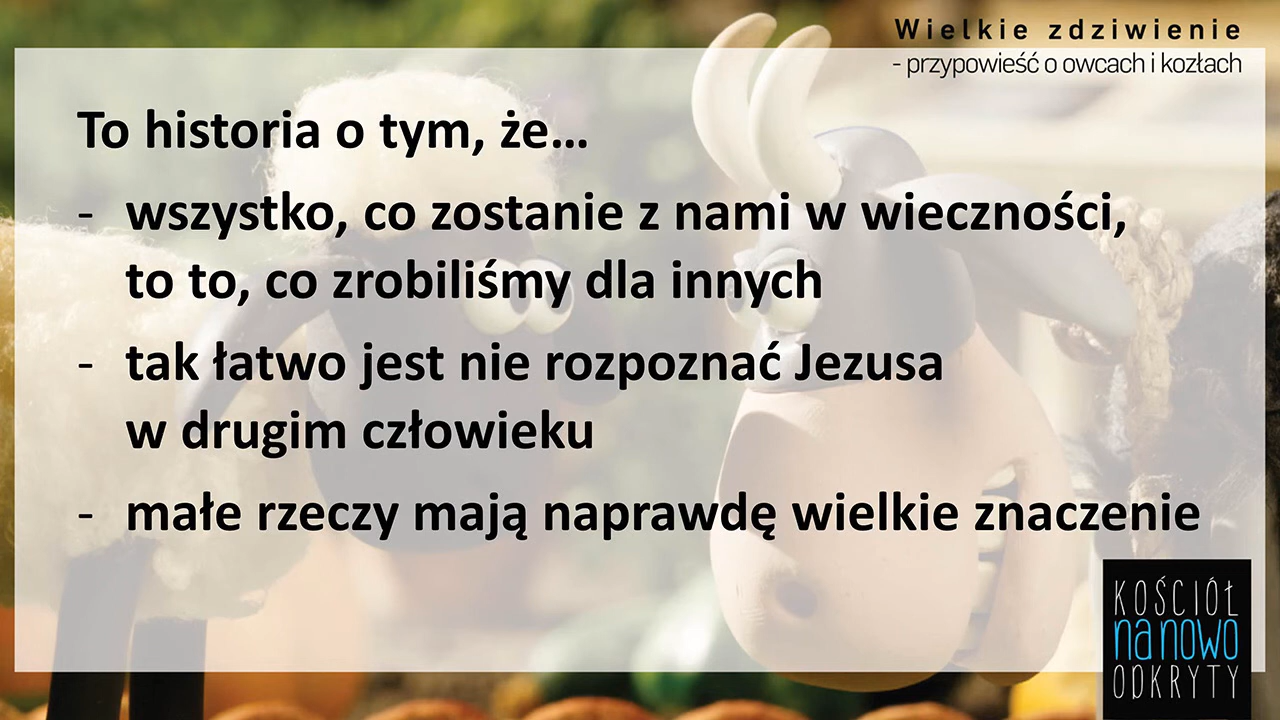 Wielkie zdziwienie
- przypowieść o owcach i kozłach
To historia o tym, że…
- wszystko, co zostanie z nami w wieczności,
to to, co zrobiliśmy dla innych
- tak łatwo jest nie rozpoznać Jezusa
w drugim człowieku
- małe rzeczy mają naprawdę wielkie znaczenie
KOŚCIÓŁ
na nowo
ODKRYTY